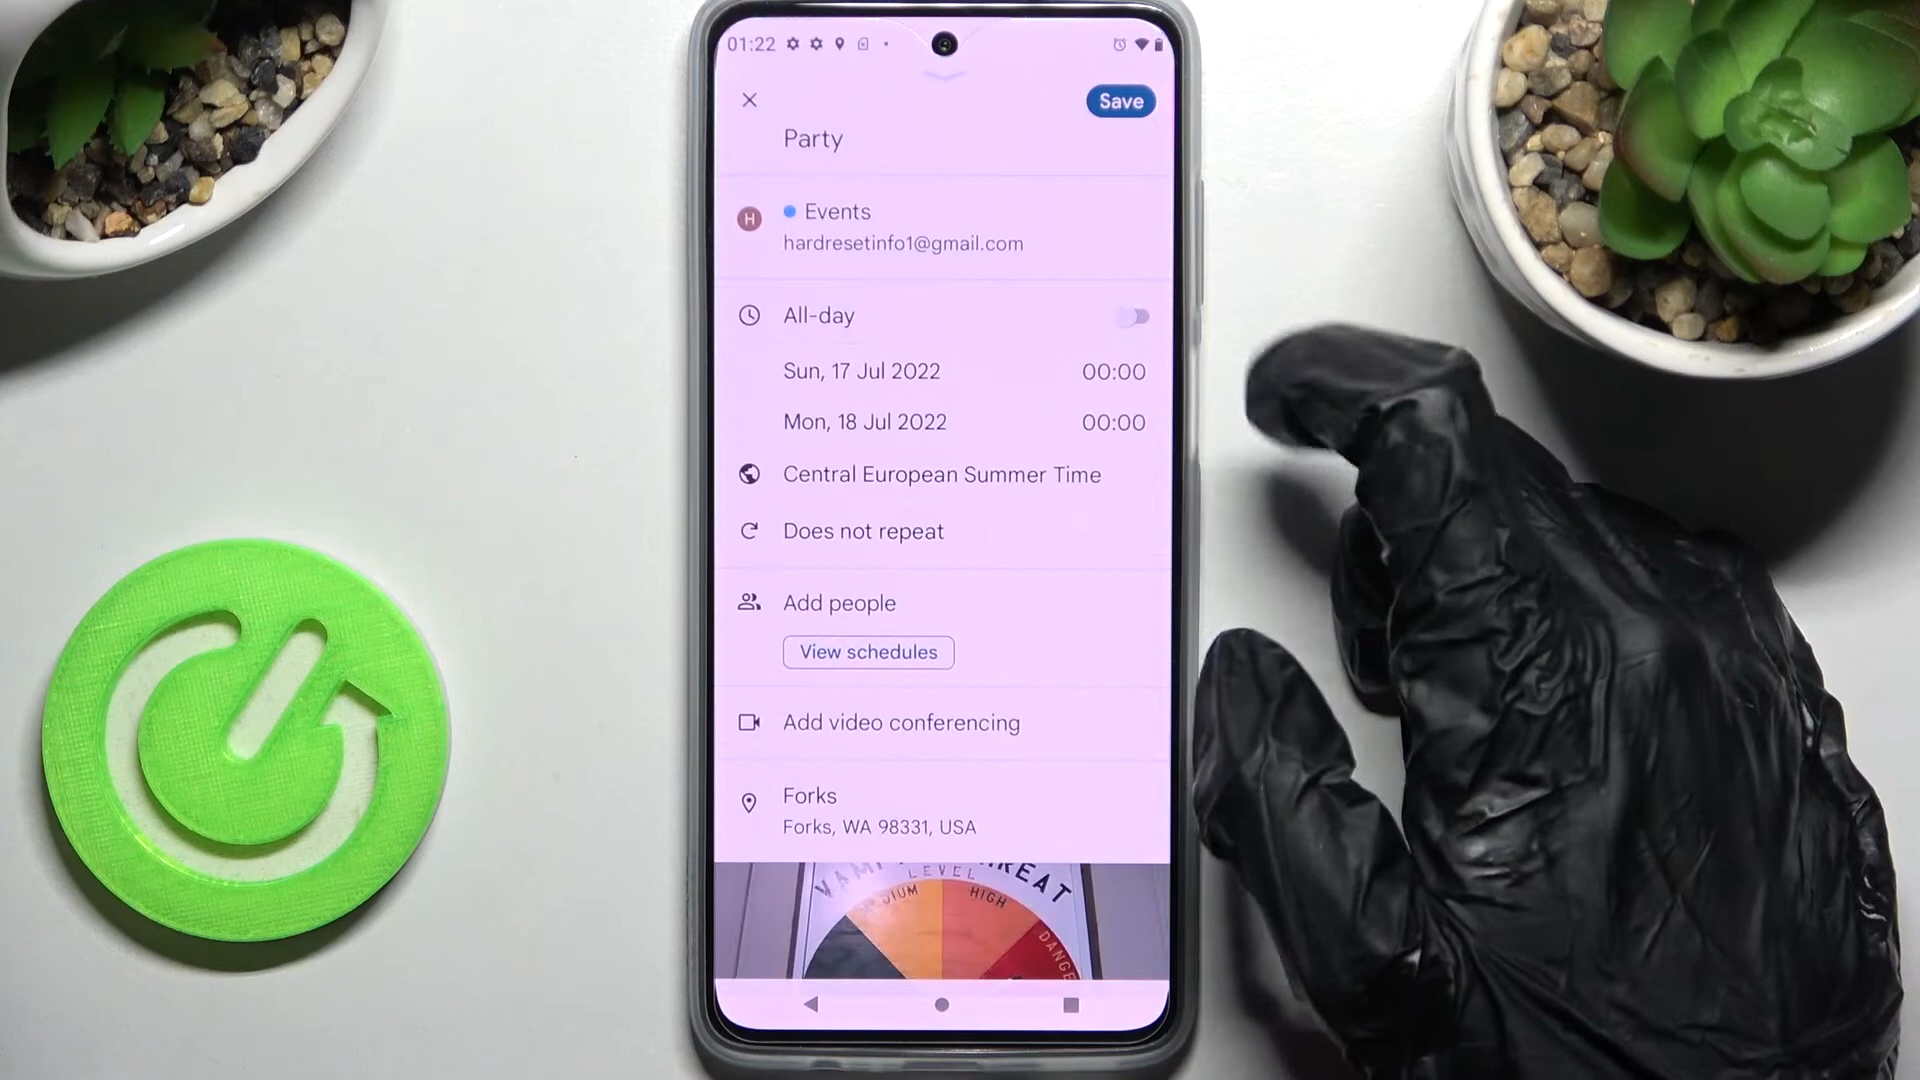 01:22
Save
Party
H
Events
hardresetinfo1@gmail.com
All-day
Sun, 17 Jul 2022 00:00
Mon, 18 Jul 2022 00:00
Central European Summer Time
Does not repeat
Add people
View schedules
Add video conferencing
Forks
Forks, WA 98331, USA
LEVEL
HIGH